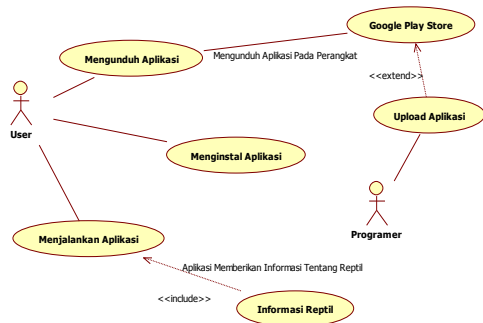 Google Play Store
Mengunduh Aplikasi
Mengunduh Aplikasi Pada Perangkat
<<extend>>
Upload Aplikasi
User
Menginstal Aplikasi
Programer
Menjalankan Aplikasi
Aplikasi Memberikan Informasi Tentang Reptil
<<include>>
Informasi Reptil